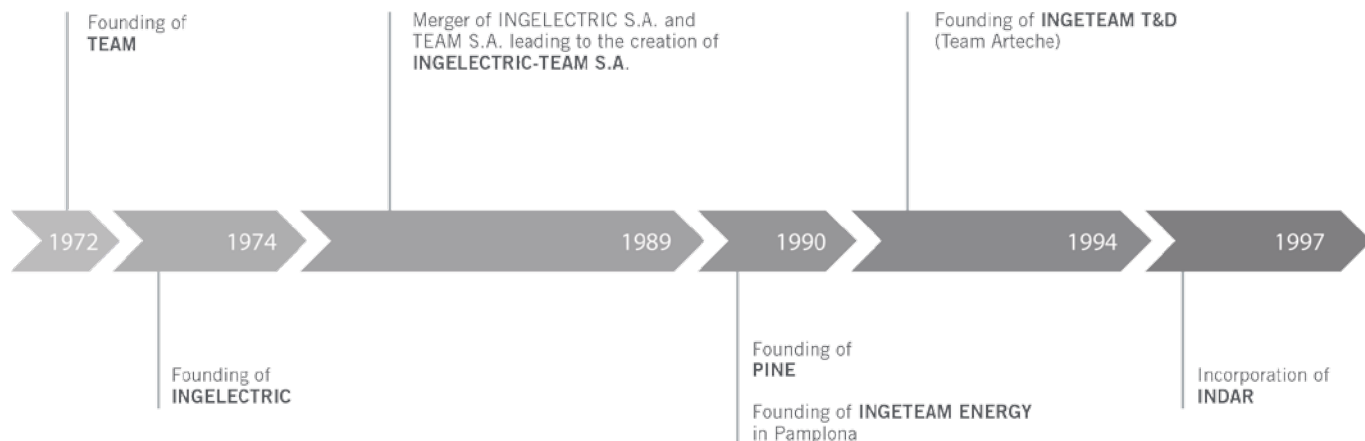 Founding of
TEAM
Merger of INGELECTRIC S.A. and
TEAM S.A. leading to the creation of
INGELECTRIC-TEAM S.A.
Founding of INGETEAM T&D
(Team Arteche)
1972
1974
1989
1990
1994
1997
Founding of
INGELECTRIC
Founding of
PINE
Founding of INGETEAM ENERGY
in Pamplona
Incorporation of
INDAR